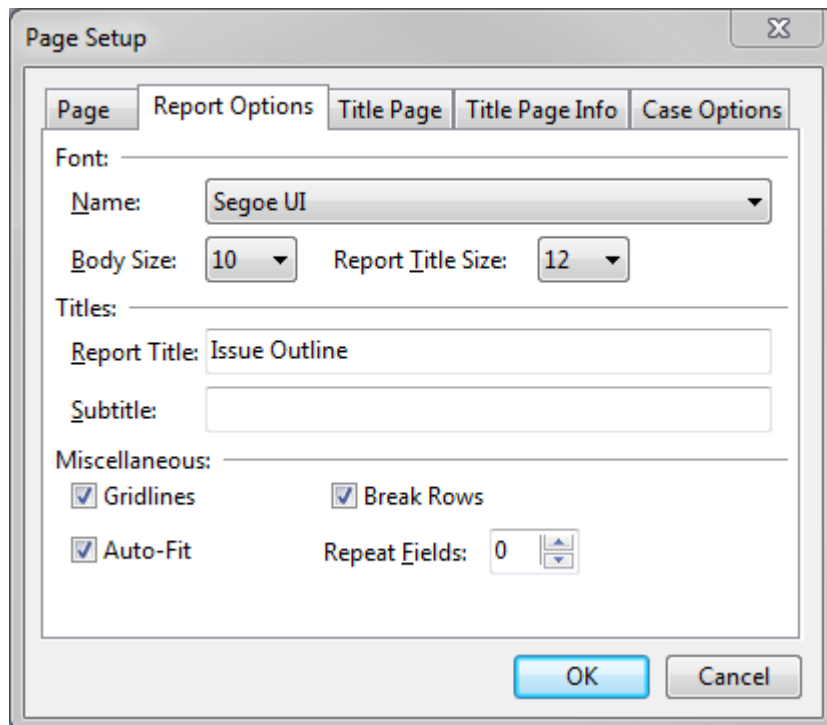 Page Setup
Page Report Options Title Page Title Page Info Case Options
Font:
Name: Segoe UI
Body Size: 10 Report Title Size: 12
Titles:
Report Title: Issue Outline
Subtitle:
Miscellaneous:
Gridlines Break Rows
Auto-Fit Repeat Fields: 0
OK Cancel